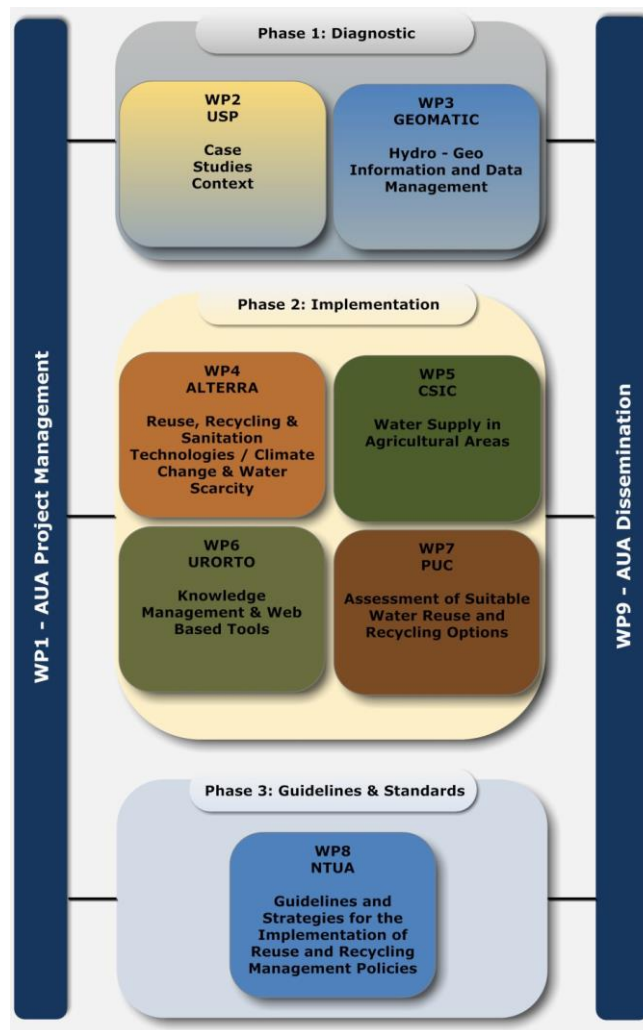 Phase 1: Diagnostic
WP2
USP
Case
Studies
Context
WP3
GEOMATIC
Hydro - Geo
Information and Data
Management
Phase 2: Implementation
WP4
ALTERRA
Reuse, Recycling &
Sanitation
Technologies / Climate
Change & Water
Scarcity
WP5
CSIC
Water Supply in
Agricultural Areas
WP6
URORTO
Knowledge
Management & Web
Based Tools
WP7
PUC
Assessment of Suitable
Water Reuse and
Recycling Options
Phase 3: Guidelines & Standards
WP8
NTUA
Guidelines and
Strategies for the
Implementation of
Reuse and Recycling
Management Policies
WP1 - AUA Project Management
WP9 - AUA Dissemination